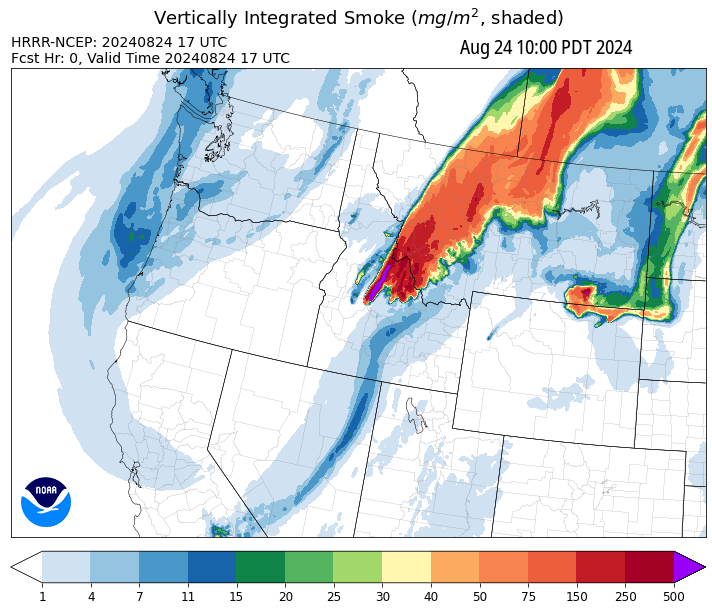 Vertically Integrated Smoke (mg/m², shaded)
HRRR-NCEP: 20240824 17 UTC
Fcst Hr: 0, Valid Time 20240824 17 UTC
Aug 24 10:00 PDT 2024
NOAA
1 4 7 11 15 20 25 30 40 50 75 150 250 500